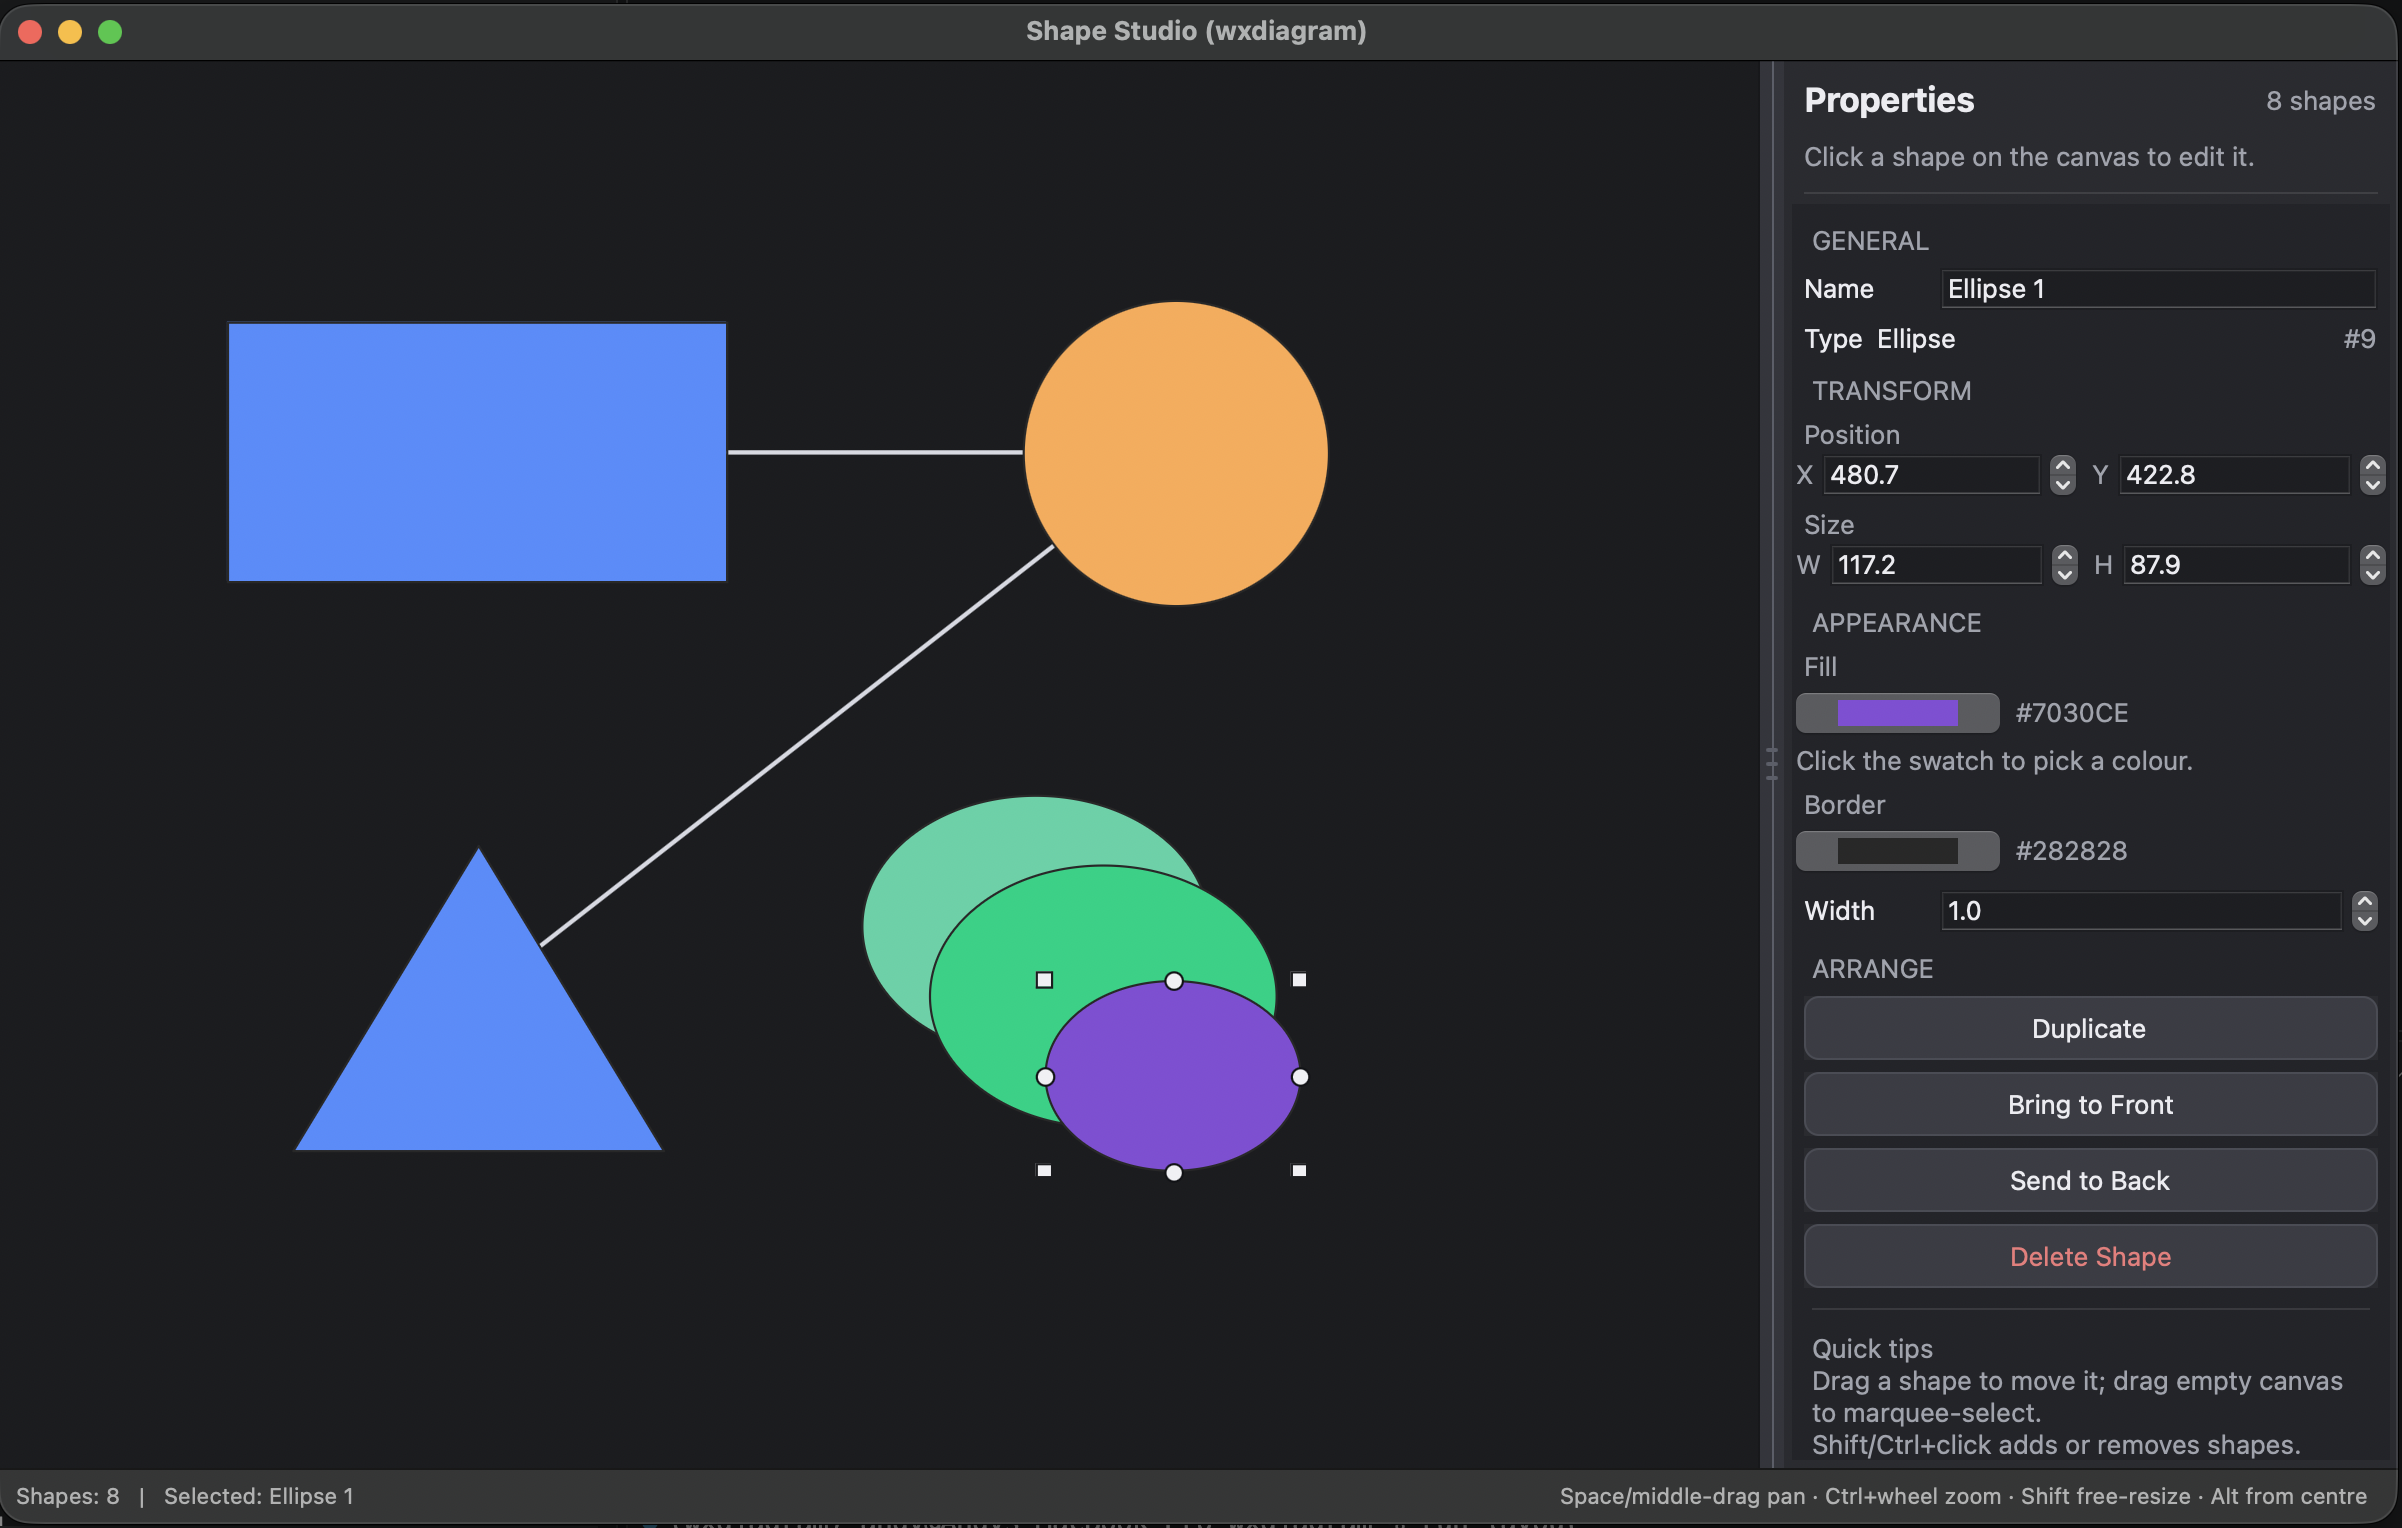 Shape Studio (wxdiagram)
Properties
8 shapes
Click a shape on the canvas to edit it.
GENERAL
Name Ellipse 1
Type Ellipse #9
TRANSFORM
Position
X 480.7 Y 422.8
Size
W 117.2 H 87.9
APPEARANCE
Fill
#7030CE
Click the swatch to pick a colour.
Border
#282828
Width 1.0
ARRANGE
Duplicate
Bring to Front
Send to Back
Delete Shape
Quick tips
Drag a shape to move it; drag empty canvas
to marquee-select.
Shift/Ctrl+click adds or removes shapes.
Shapes: 8 | Selected: Ellipse 1
Space/middle-drag pan · Ctrl+wheel zoom · Shift free-resize · Alt from centre